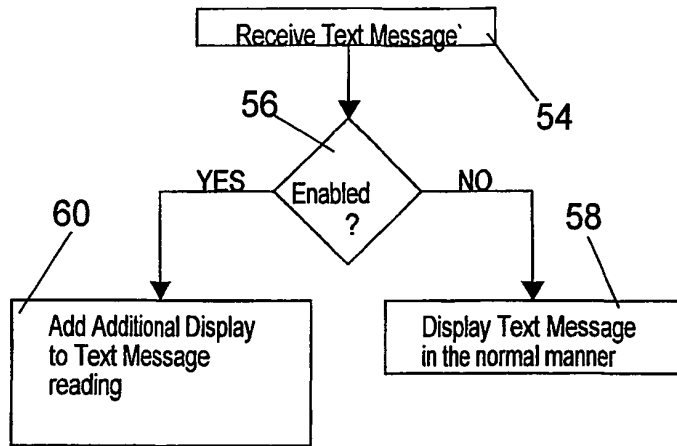 Receive Text Message`
54
56
YES
Enabled
?
NO
60
58
Add Additional Display
to Text Message
reading
Display Text Message
in the normal manner